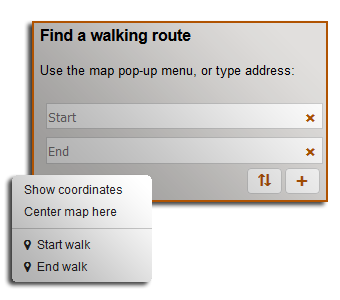 Find a walking route
Use the map pop-up menu, or type address:
Start
End
Show coordinates
Center map here
Start walk
End walk